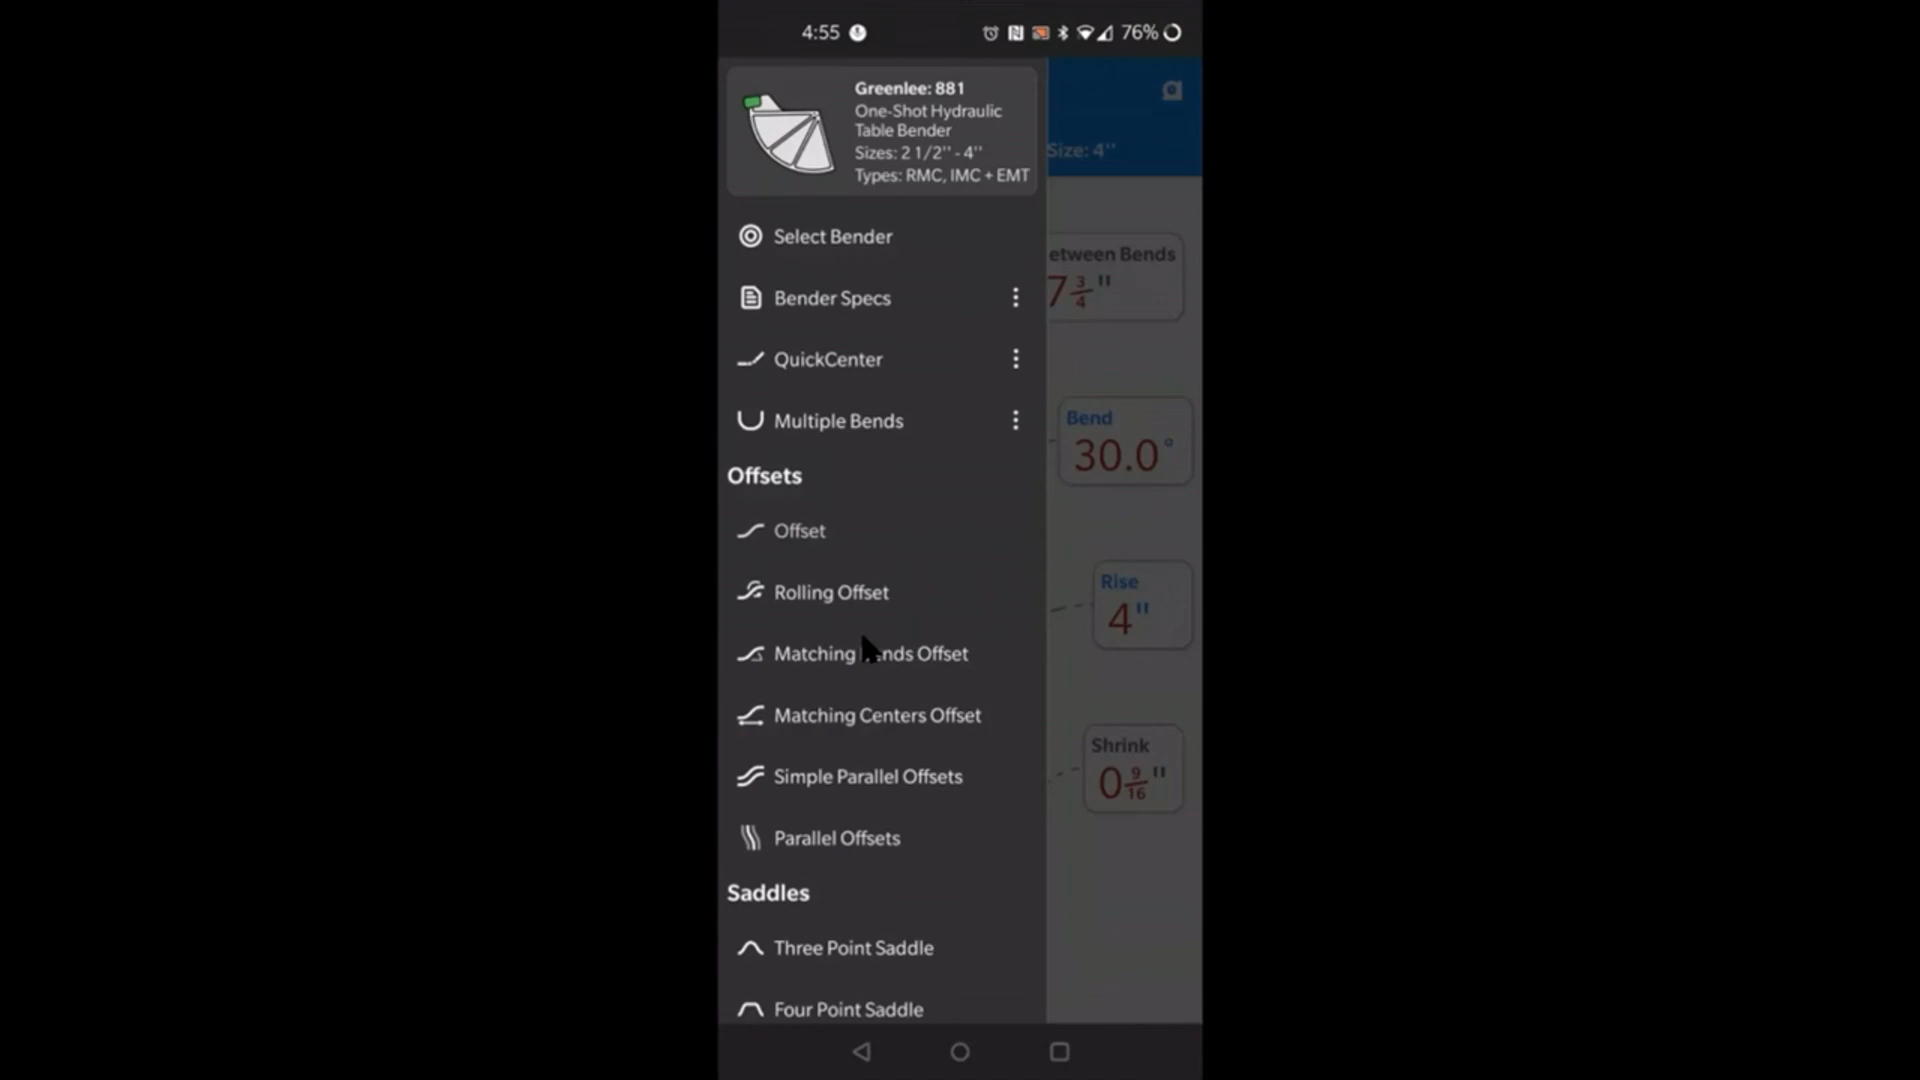 4:55
76%
Greenlee: 881
One-Shot Hydraulic
Table Bender
Sizes: 2 1/2'' - 4''
Types: RMC, IMC + EMT
Size: 4''
Select Bender
Bender Specs
QuickCenter
Multiple Bends
Offsets
Offset
Rolling Offset
Matching Offset
Matching Centers Offset
Simple Parallel Offsets
Parallel Offsets
Saddles
Three Point Saddle
Four Point Saddle
etween Bends
7 3/4"
Bend
30.0°
Rise
4"
Shrink
0 9/16"